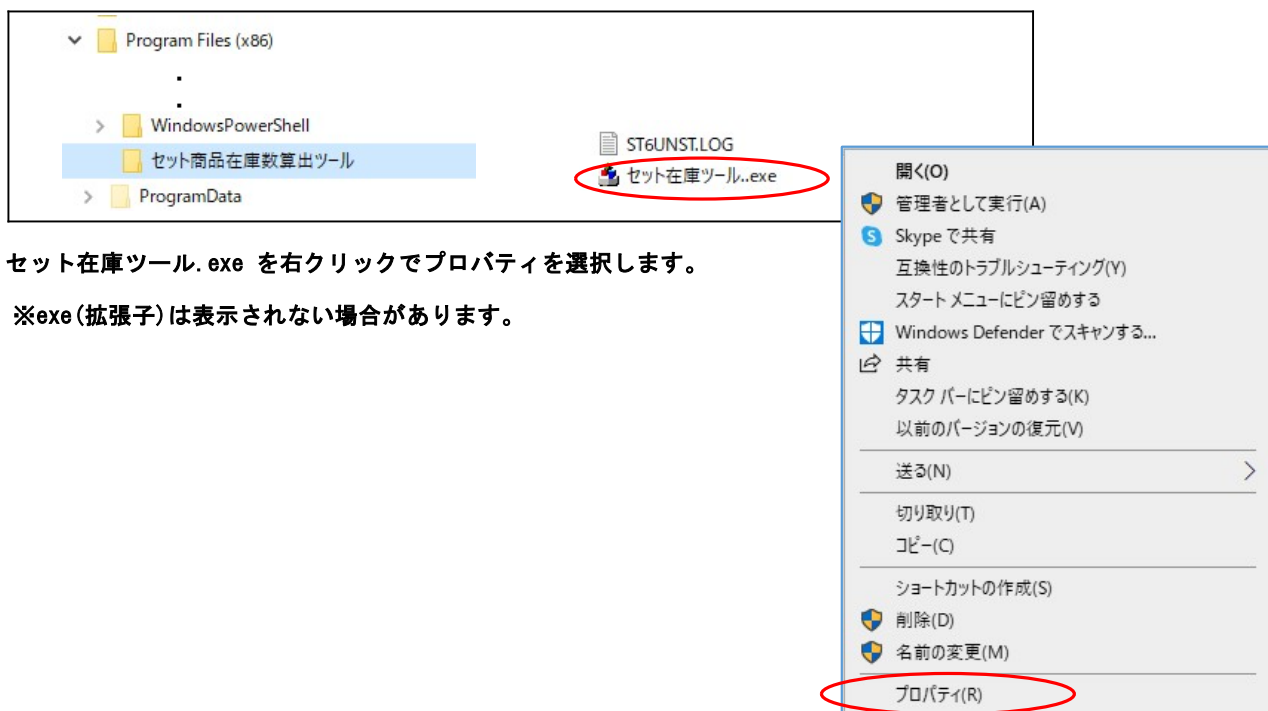 Program Files (x86)
.
.
WindowsPowerShell
セット商品在庫数算出ツール
ProgramData
ST6UNST.LOG
セット在庫ツール..exe
セット在庫ツール.exe を右クリックでプロバティを選択します。
※exe(拡張子)は表示されない場合があります。
開く(O)
管理者として実行(A)
Skype で共有
互換性のトラブルシューティング(Y)
スタート メニューにピン留めする
Windows Defender でスキャンする...
共有
タスク バーにピン留めする(K)
以前のバージョンの復元(V)
送る(N)
切り取り(T)
コピー(C)
ショートカットの作成(S)
削除(D)
名前の変更(M)
プロパティ(R)